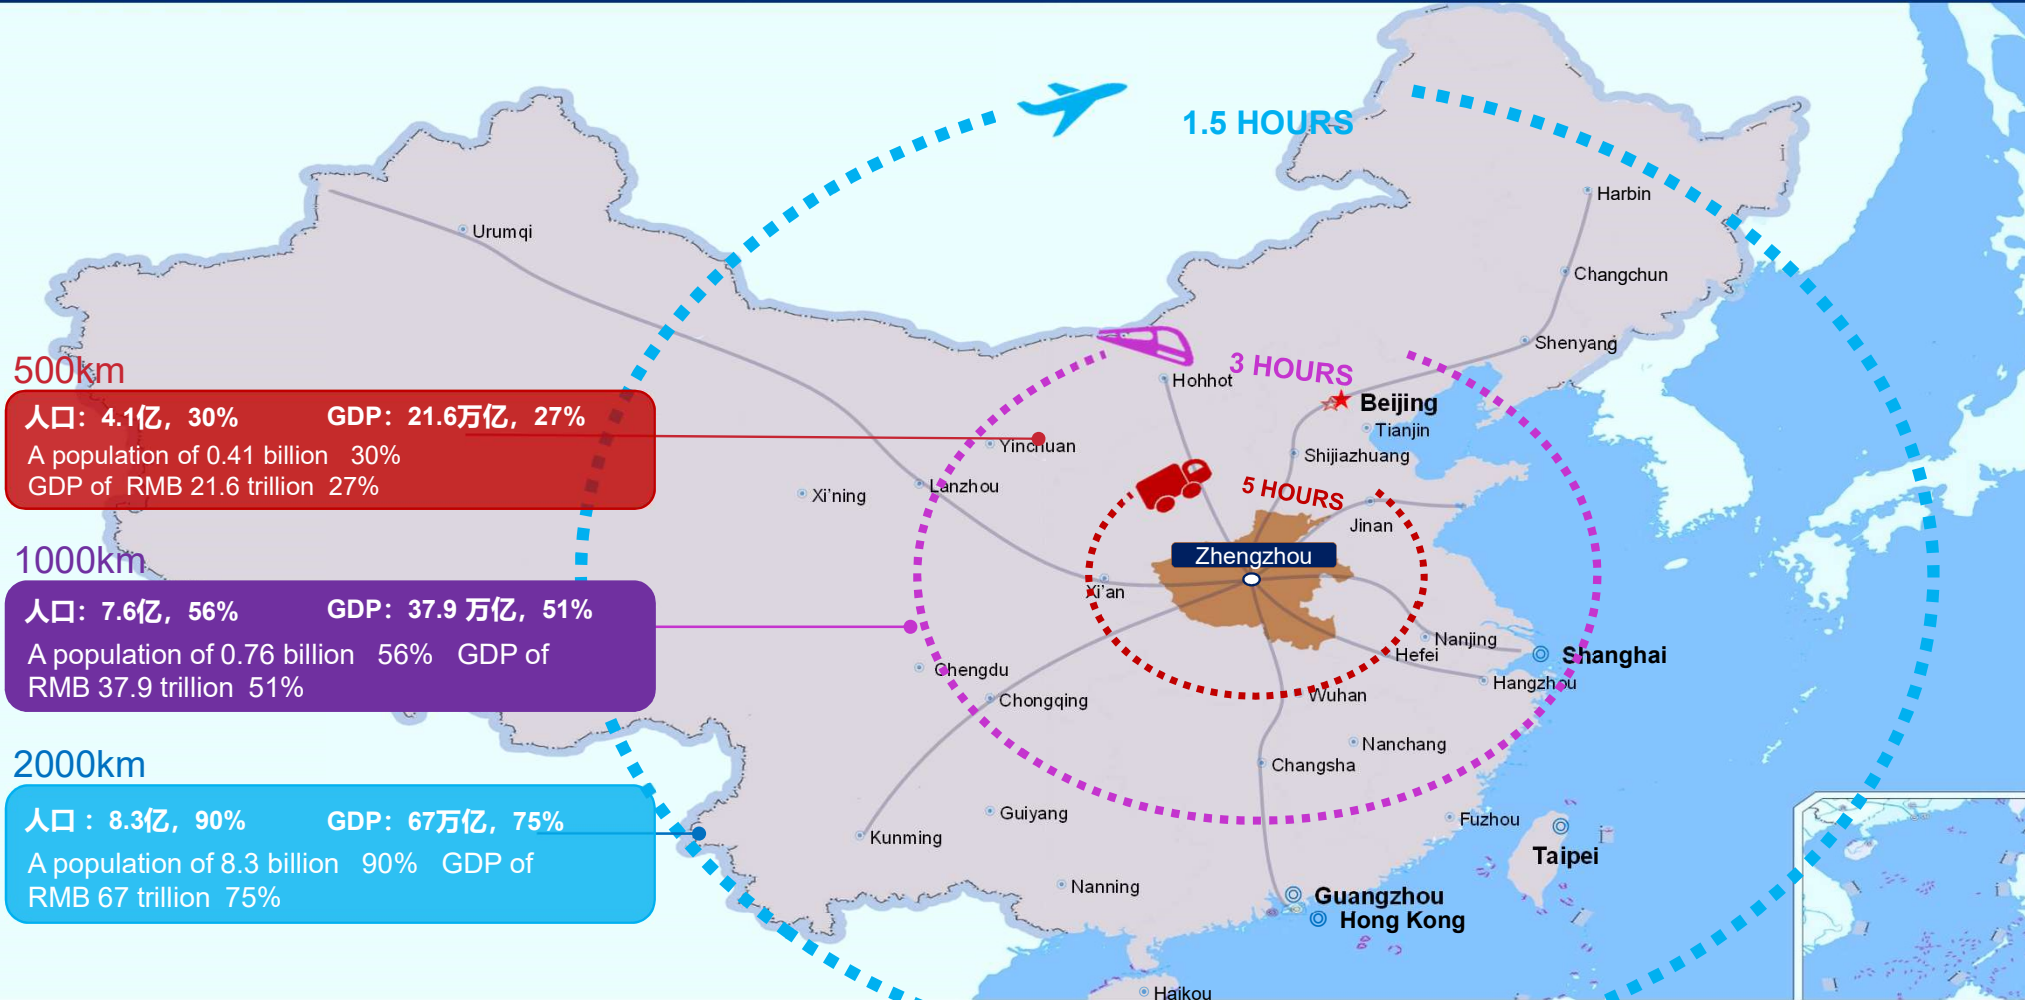 1.5 HOURS
Harbin
Urumqi
Changchun
Shenyang
3 HOURS
Hohhot
Beijing
Tianjin
Yinchuan
Shijiazhuang
Lanzhou
Xi'ning
5 HOURS
Jinan
Zhengzhou
Xi'an
Nanjing
Hefei
Shanghai
Chengdu
Hangzhou
Chongqing
Wuhan
Nanchang
Changsha
Guiyang
Fuzhou
Kunming
Taipei
Nanning
Guangzhou
Hong Kong
Haikou
500km
人口：4.1亿，30% GDP：21.6万亿，27%
A population of 0.41 billion 30%
GDP of RMB 21.6 trillion 27%
1000km
人口：7.6亿，56% GDP：37.9 万亿，51%
A population of 0.76 billion 56% GDP of
RMB 37.9 trillion 51%
2000km
人口 ：8.3亿，90% GDP：67万亿，75%
A population of 8.3 billion 90% GDP of
RMB 67 trillion 75%